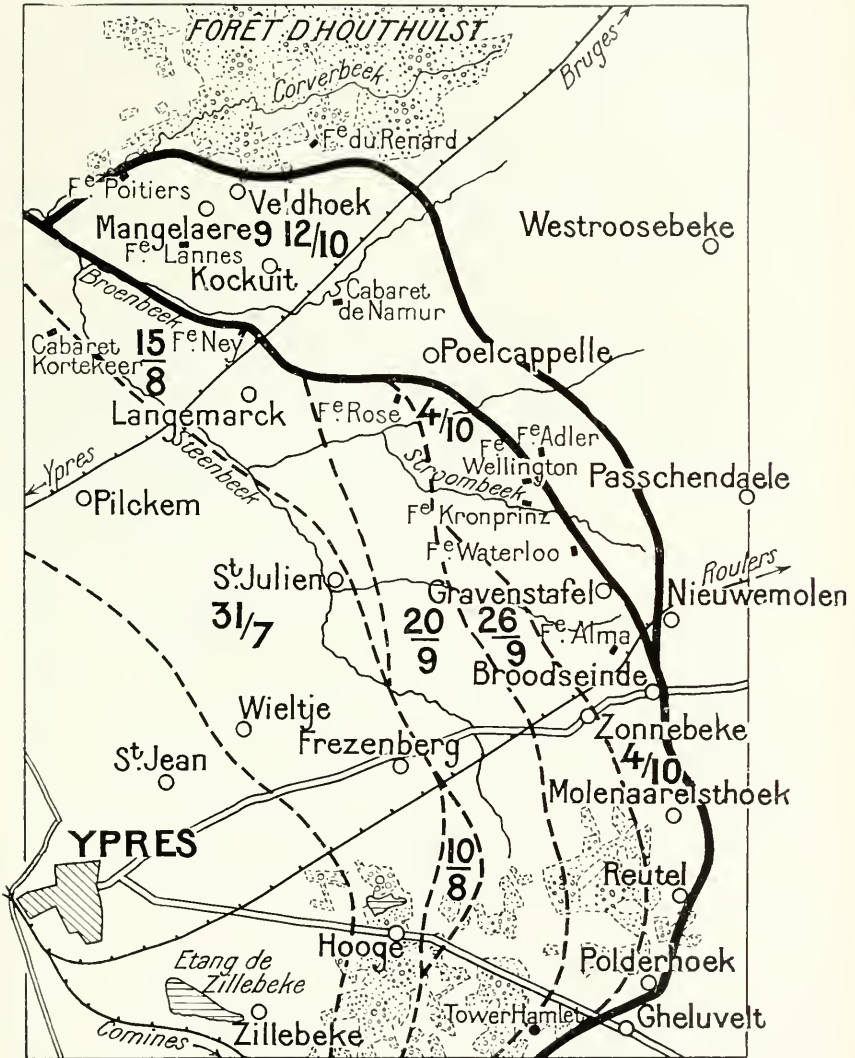 FORÊT D'HOUTHULST
Bruges
Corverbeek
Fe du Renard
Fe Poitiers
Veldhoek
Westroosebeke
Mangelaere
9 12/10
Fe Lannes
Kockuit
Broenbeek
Cabaret
de Namur
Cabaret
Kortekeer
15
8
Fe Ney
Poelcappelle
Langemarck
Fe Rose
4/10
Fe Adler
Fe
Wellington
Steenbeek
Ypres
Stroombeek
Passchendaele
Pilckem
Fe Kronprinz
Fe Waterloo
Roulers
St Julien
Gravenstafel
Nieuwemolen
31/7
20
9
26
9
Fe Alma
Broodseinde
Wieltje
Zonnebeke
Frezenberg
St Jean
4/10
Molenaarelsthoek
YPRES
10
8
Reutel
Hooge
Polderhoek
Etang de
Zillebeke
Tower Hamlet
Gheluvelt
Zillebeke
Comines